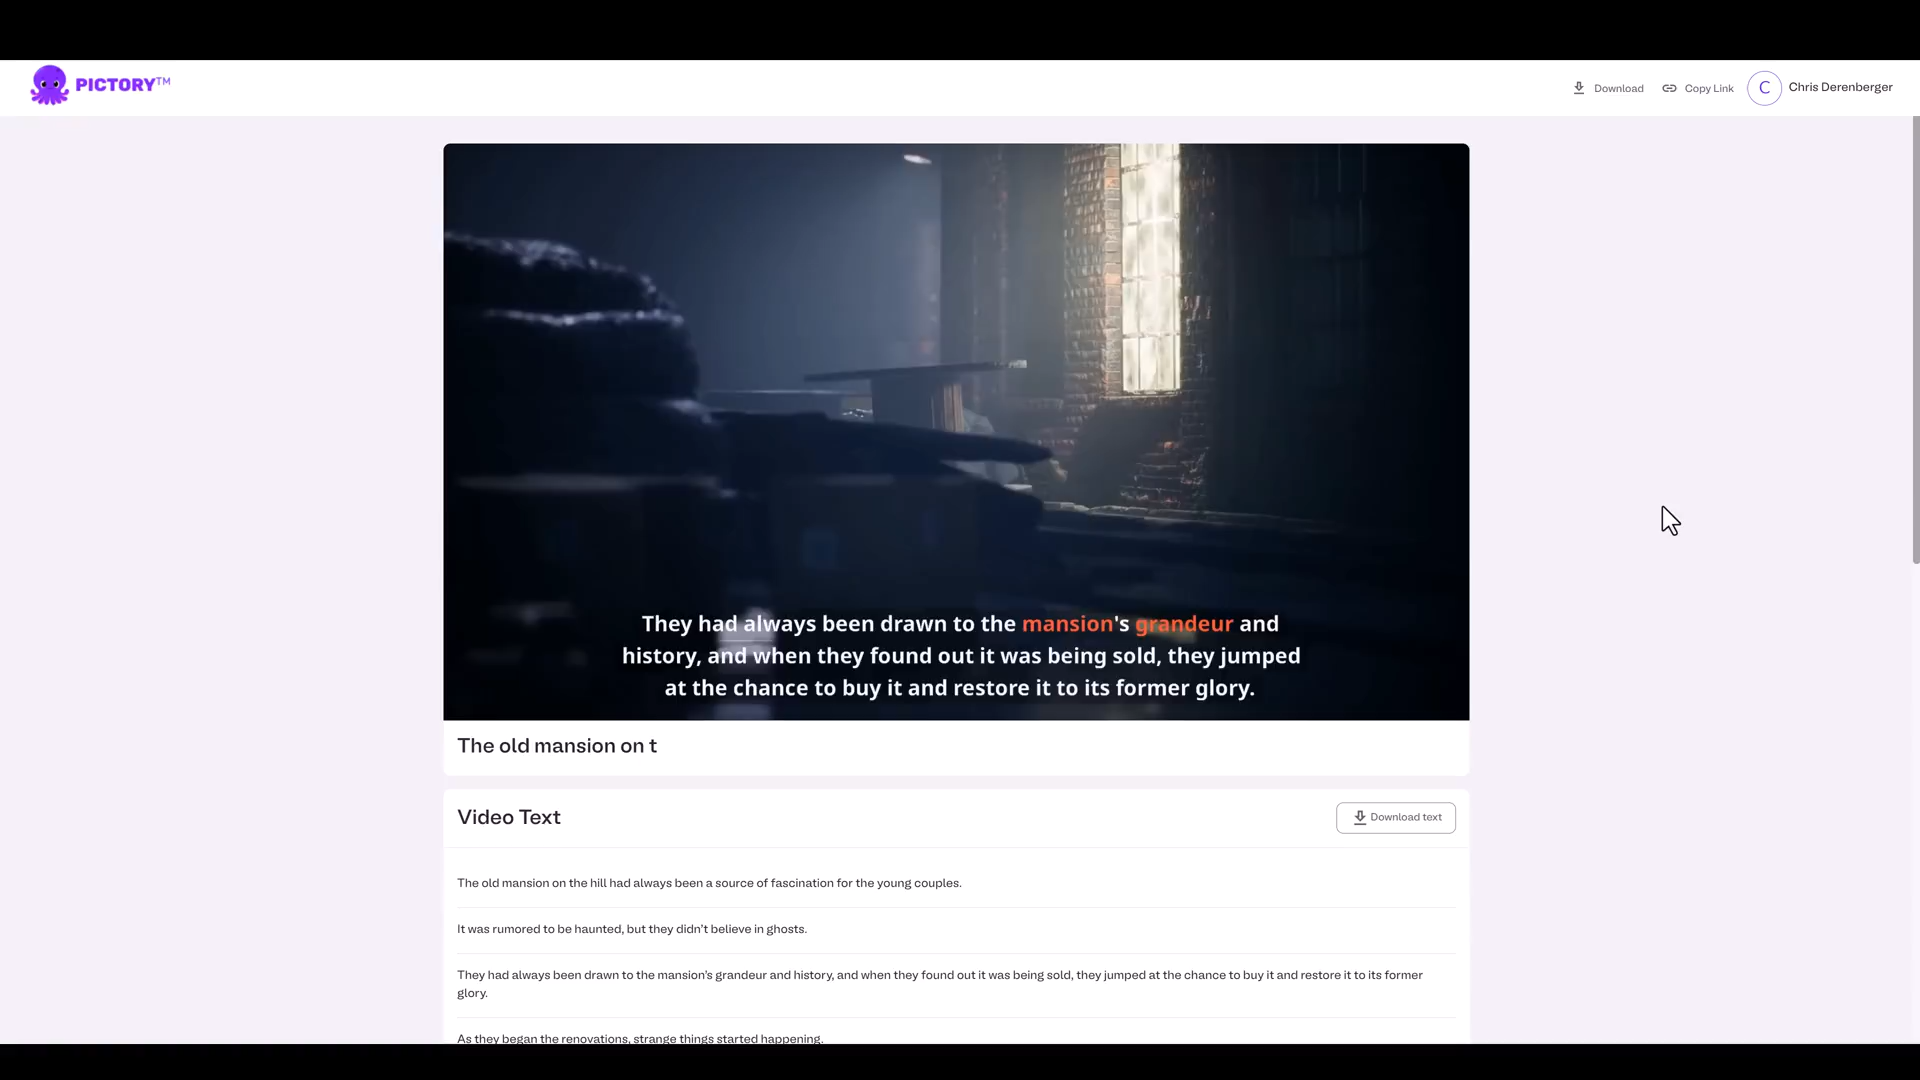 PICTORY™
Download
Copy Link
C
Chris Derenberger
They had always been drawn to the mansion's grandeur and
history, and when they found out it was being sold, they jumped
at the chance to buy it and restore it to its former glory.
The old mansion on t
Video Text
Download text
The old mansion on the hill had always been a source of fascination for the young couples.
It was rumored to be haunted, but they didn't believe in ghosts.
They had always been drawn to the mansion's grandeur and history, and when they found out it was being sold, they jumped at the chance to buy it and restore it to its former
glory.
As they began the renovations, strange things started happening.